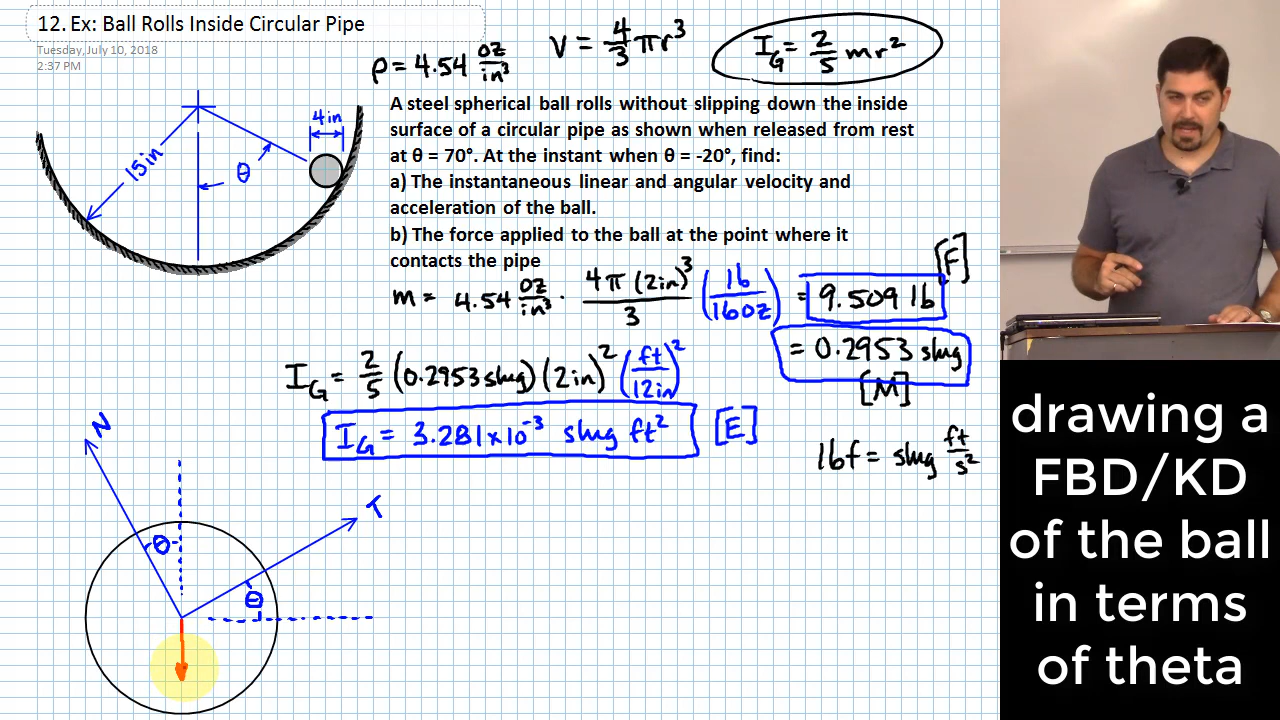 12. Ex: Ball Rolls Inside Circular Pipe
Tuesday, July 10, 2018
2:37 PM
ρ = 4.54 oz/in³
V = 4/3 πr³
I_G = 2/5 mr²
A steel spherical ball rolls without slipping down the inside
surface of a circular pipe as shown when released from rest
at θ = 70°. At the instant when θ = -20°, find:
a) The instantaneous linear and angular velocity and
acceleration of the ball.
b) The force applied to the ball at the point where it
contacts the pipe
4in
15in
θ
m = 4.54 oz/in³ · 4π(2in)³/3 (lb/16oz) = 9.509 lb [F]
= 0.2953 slug
[M]
I_G = 2/5 (0.2953 slug)(2in)² (ft/12in)²
I_G = 3.281×10⁻³ slug ft² [E]
lbf = slug ft/s²
N
T
θ
θ
drawing a
FBD/KD
of the ball
in terms
of theta